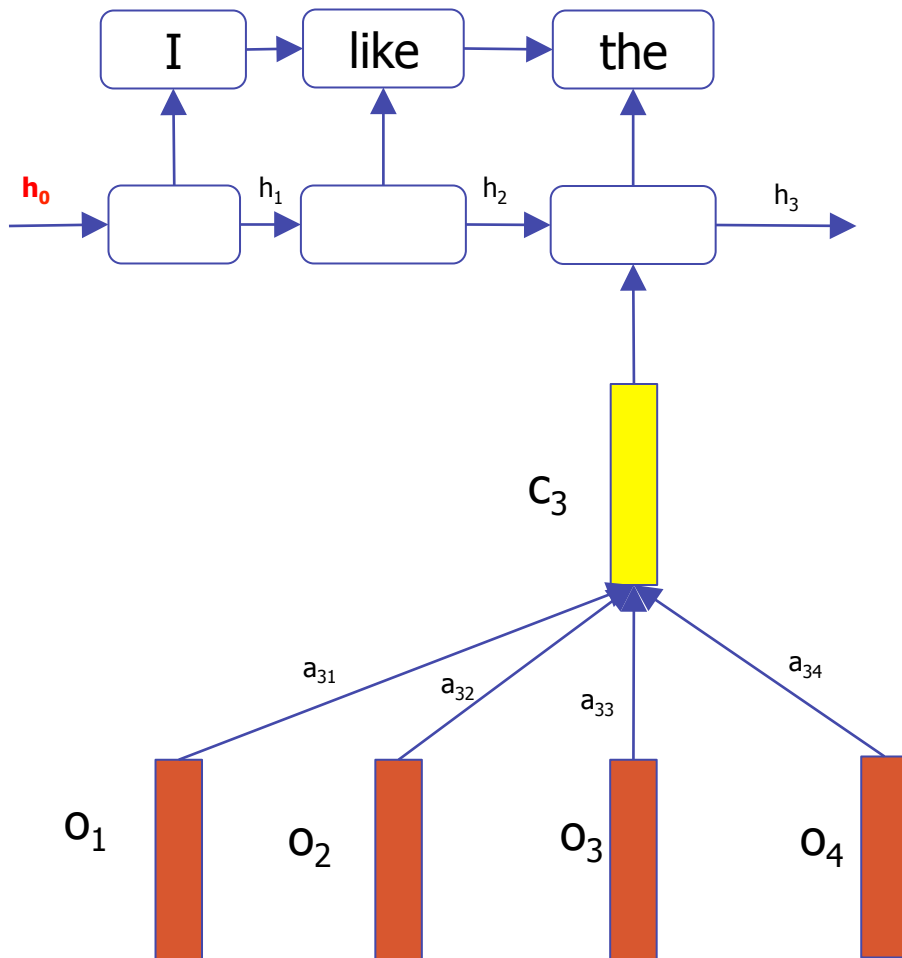 I like the
h₀ h₁ h₂ h₃
c₃
a₃₁ a₃₂ a₃₃ a₃₄
o₁ o₂ o₃ o₄